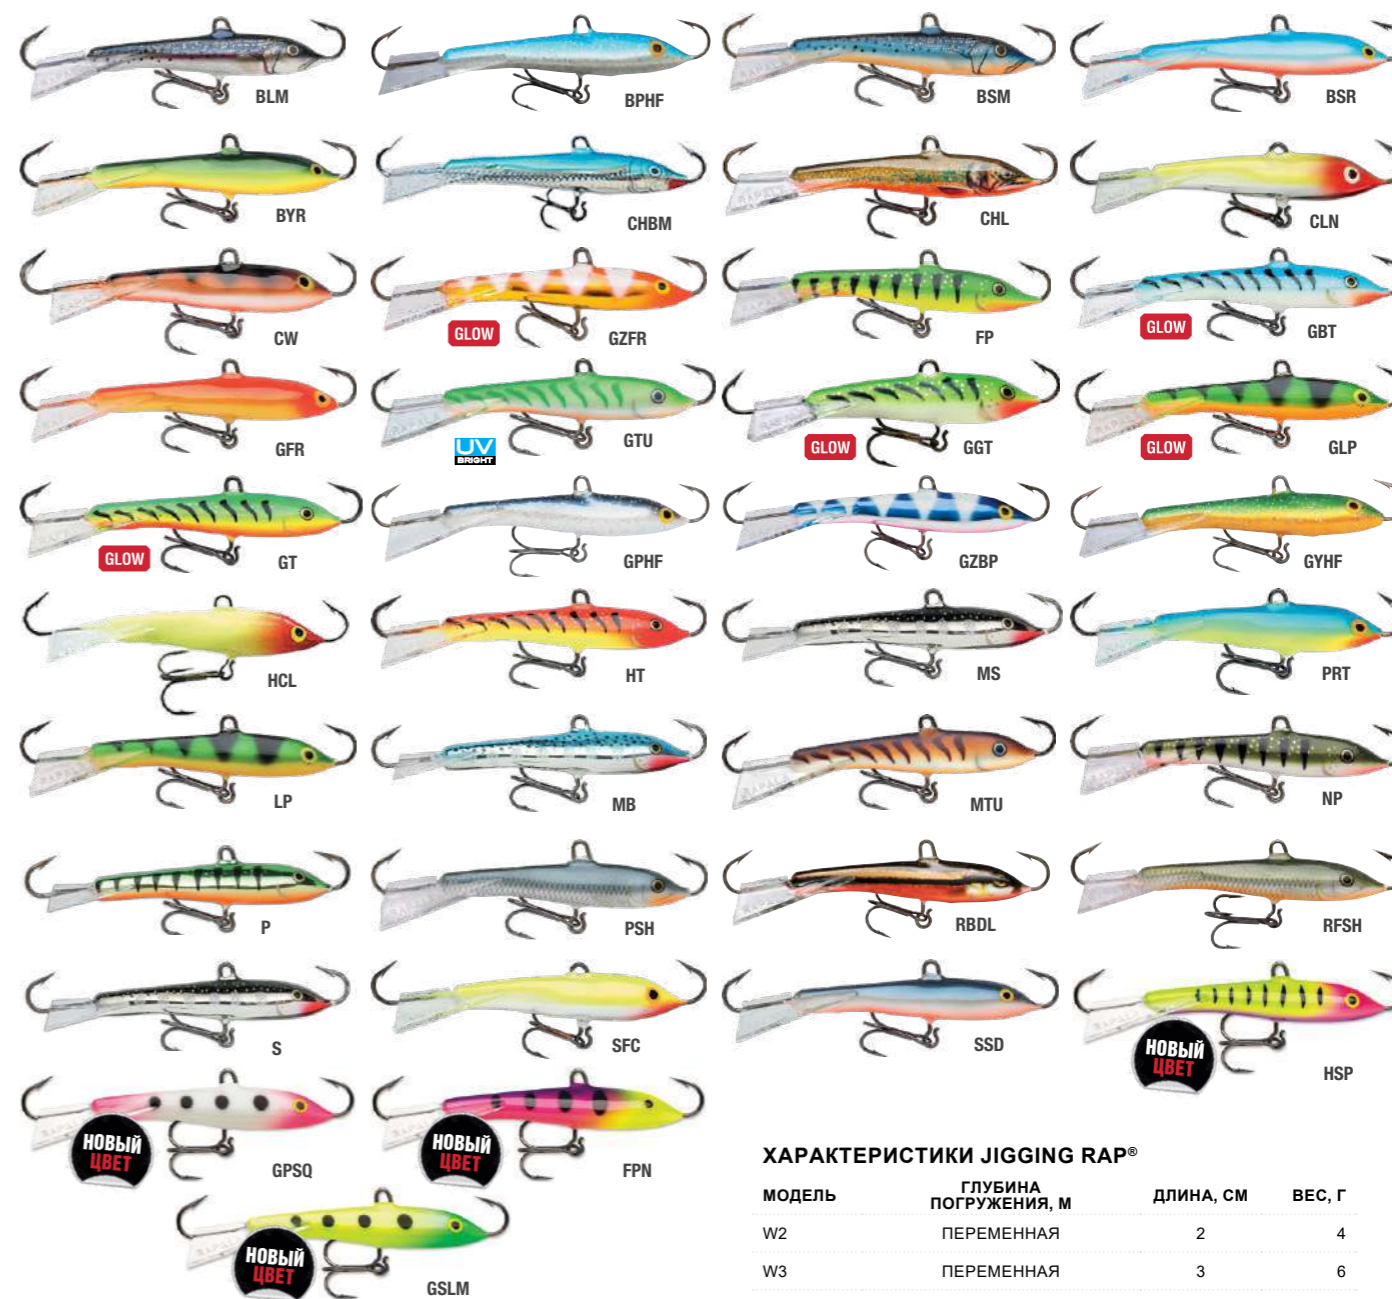 BLM
BPHF
BSM
BSR
BYR
CHBM
CHL
CLN
CW
GLOW
GZFR
FP
GLOW
GBT
GFR
UV
BRIGHT
GTU
GLOW
GGT
GLOW
GLP
GLOW
GT
GPHF
GZBP
GYHF
HCL
HT
MS
PRT
LP
MB
MTU
NP
P
PSH
RBDL
RFSH
S
SFC
SSD
НОВЫЙ
ЦВЕТ
HSP
НОВЫЙ
ЦВЕТ
GPSQ
НОВЫЙ
ЦВЕТ
FPN
НОВЫЙ
ЦВЕТ
GSLM
ХАРАКТЕРИСТИКИ JIGGING RAP®
МОДЕЛЬ ГЛУБИНА ПОГРУЖЕНИЯ, М ДЛИНА, СМ ВЕС, Г
W2 ПЕРЕМЕННАЯ 2 4
W3 ПЕРЕМЕННАЯ 3 6